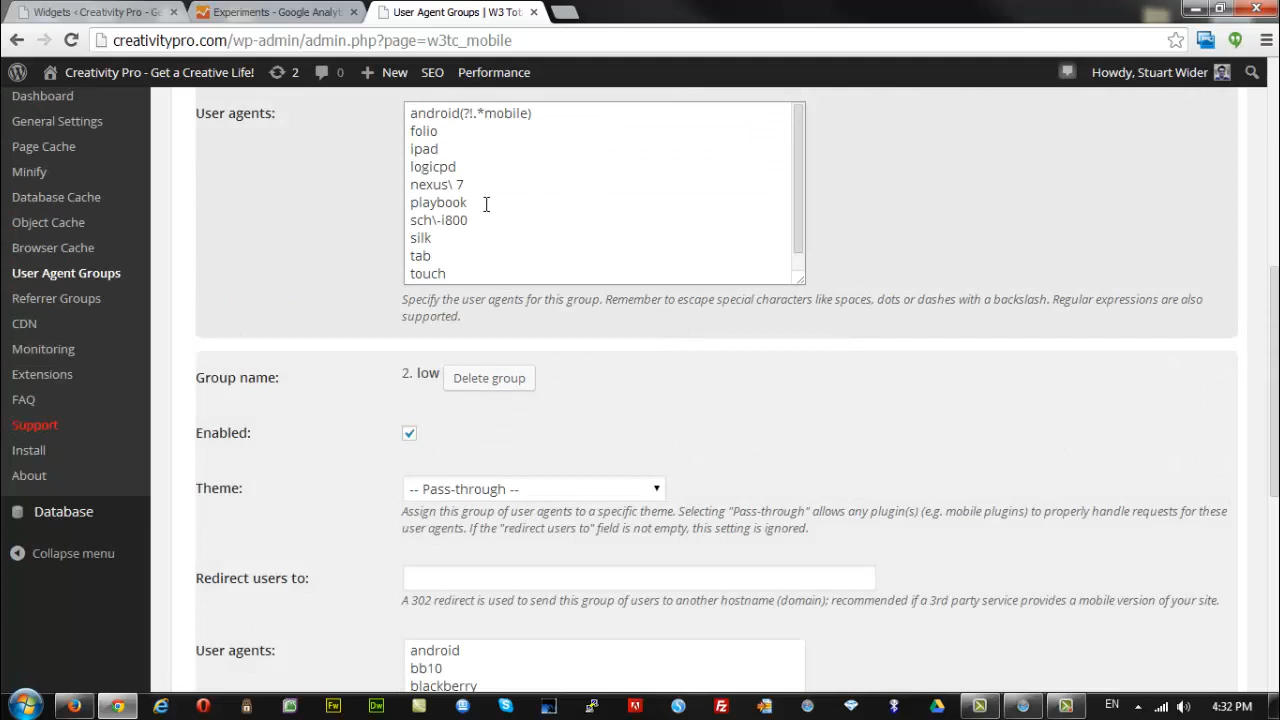 Widgets ‹ Creativity Pro - Ge
Experiments - Google Analyt
User Agent Groups | W3 Tot
creativitypro.com/wp-admin/admin.php?page=w3tc_mobile
Creativity Pro - Get a Creative Life!
2
0
New
SEO
Performance
Howdy, Stuart Wider
Dashboard
General Settings
Page Cache
Minify
Database Cache
Object Cache
Browser Cache
User Agent Groups
Referrer Groups
CDN
Monitoring
Extensions
FAQ
Support
Install
About
Database
Collapse menu
User agents:
android(?!.*mobile)
folio
ipad
logicpd
nexus\ 7
playbook
sch\-i800
silk
tab
touch
Specify the user agents for this group. Remember to escape special characters like spaces, dots or dashes with a backslash. Regular expressions are also
supported.
Group name:
2. low
Delete group
Enabled:
Theme:
-- Pass-through --
Assign this group of user agents to a specific theme. Selecting "Pass-through" allows any plugin(s) (e.g. mobile plugins) to properly handle requests for these
user agents. If the "redirect users to" field is not empty, this setting is ignored.
Redirect users to:
A 302 redirect is used to send this group of users to another hostname (domain); recommended if a 3rd party service provides a mobile version of your site.
User agents:
android
bb10
blackberry
Fw
Dw
EN
4:32 PM